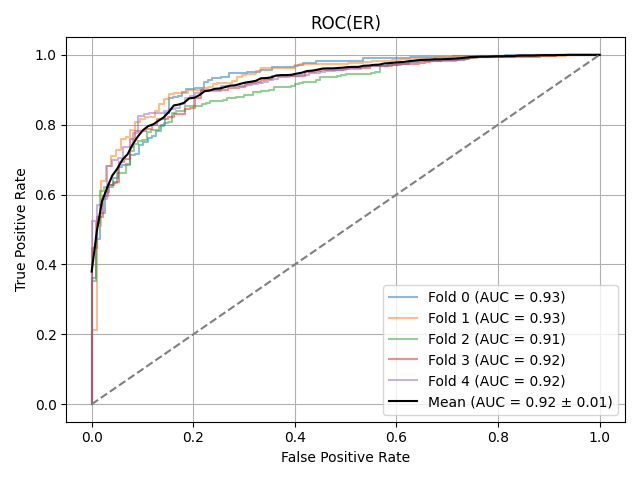 ROC(ER)
True Positive Rate
1.0
0.8
0.6
0.4
0.2
0.0
Fold 0 (AUC = 0.93)
Fold 1 (AUC = 0.93)
Fold 2 (AUC = 0.91)
Fold 3 (AUC = 0.92)
Fold 4 (AUC = 0.92)
Mean (AUC = 0.92 ± 0.01)
0.0 0.2 0.4 0.6 0.8 1.0
False Positive Rate